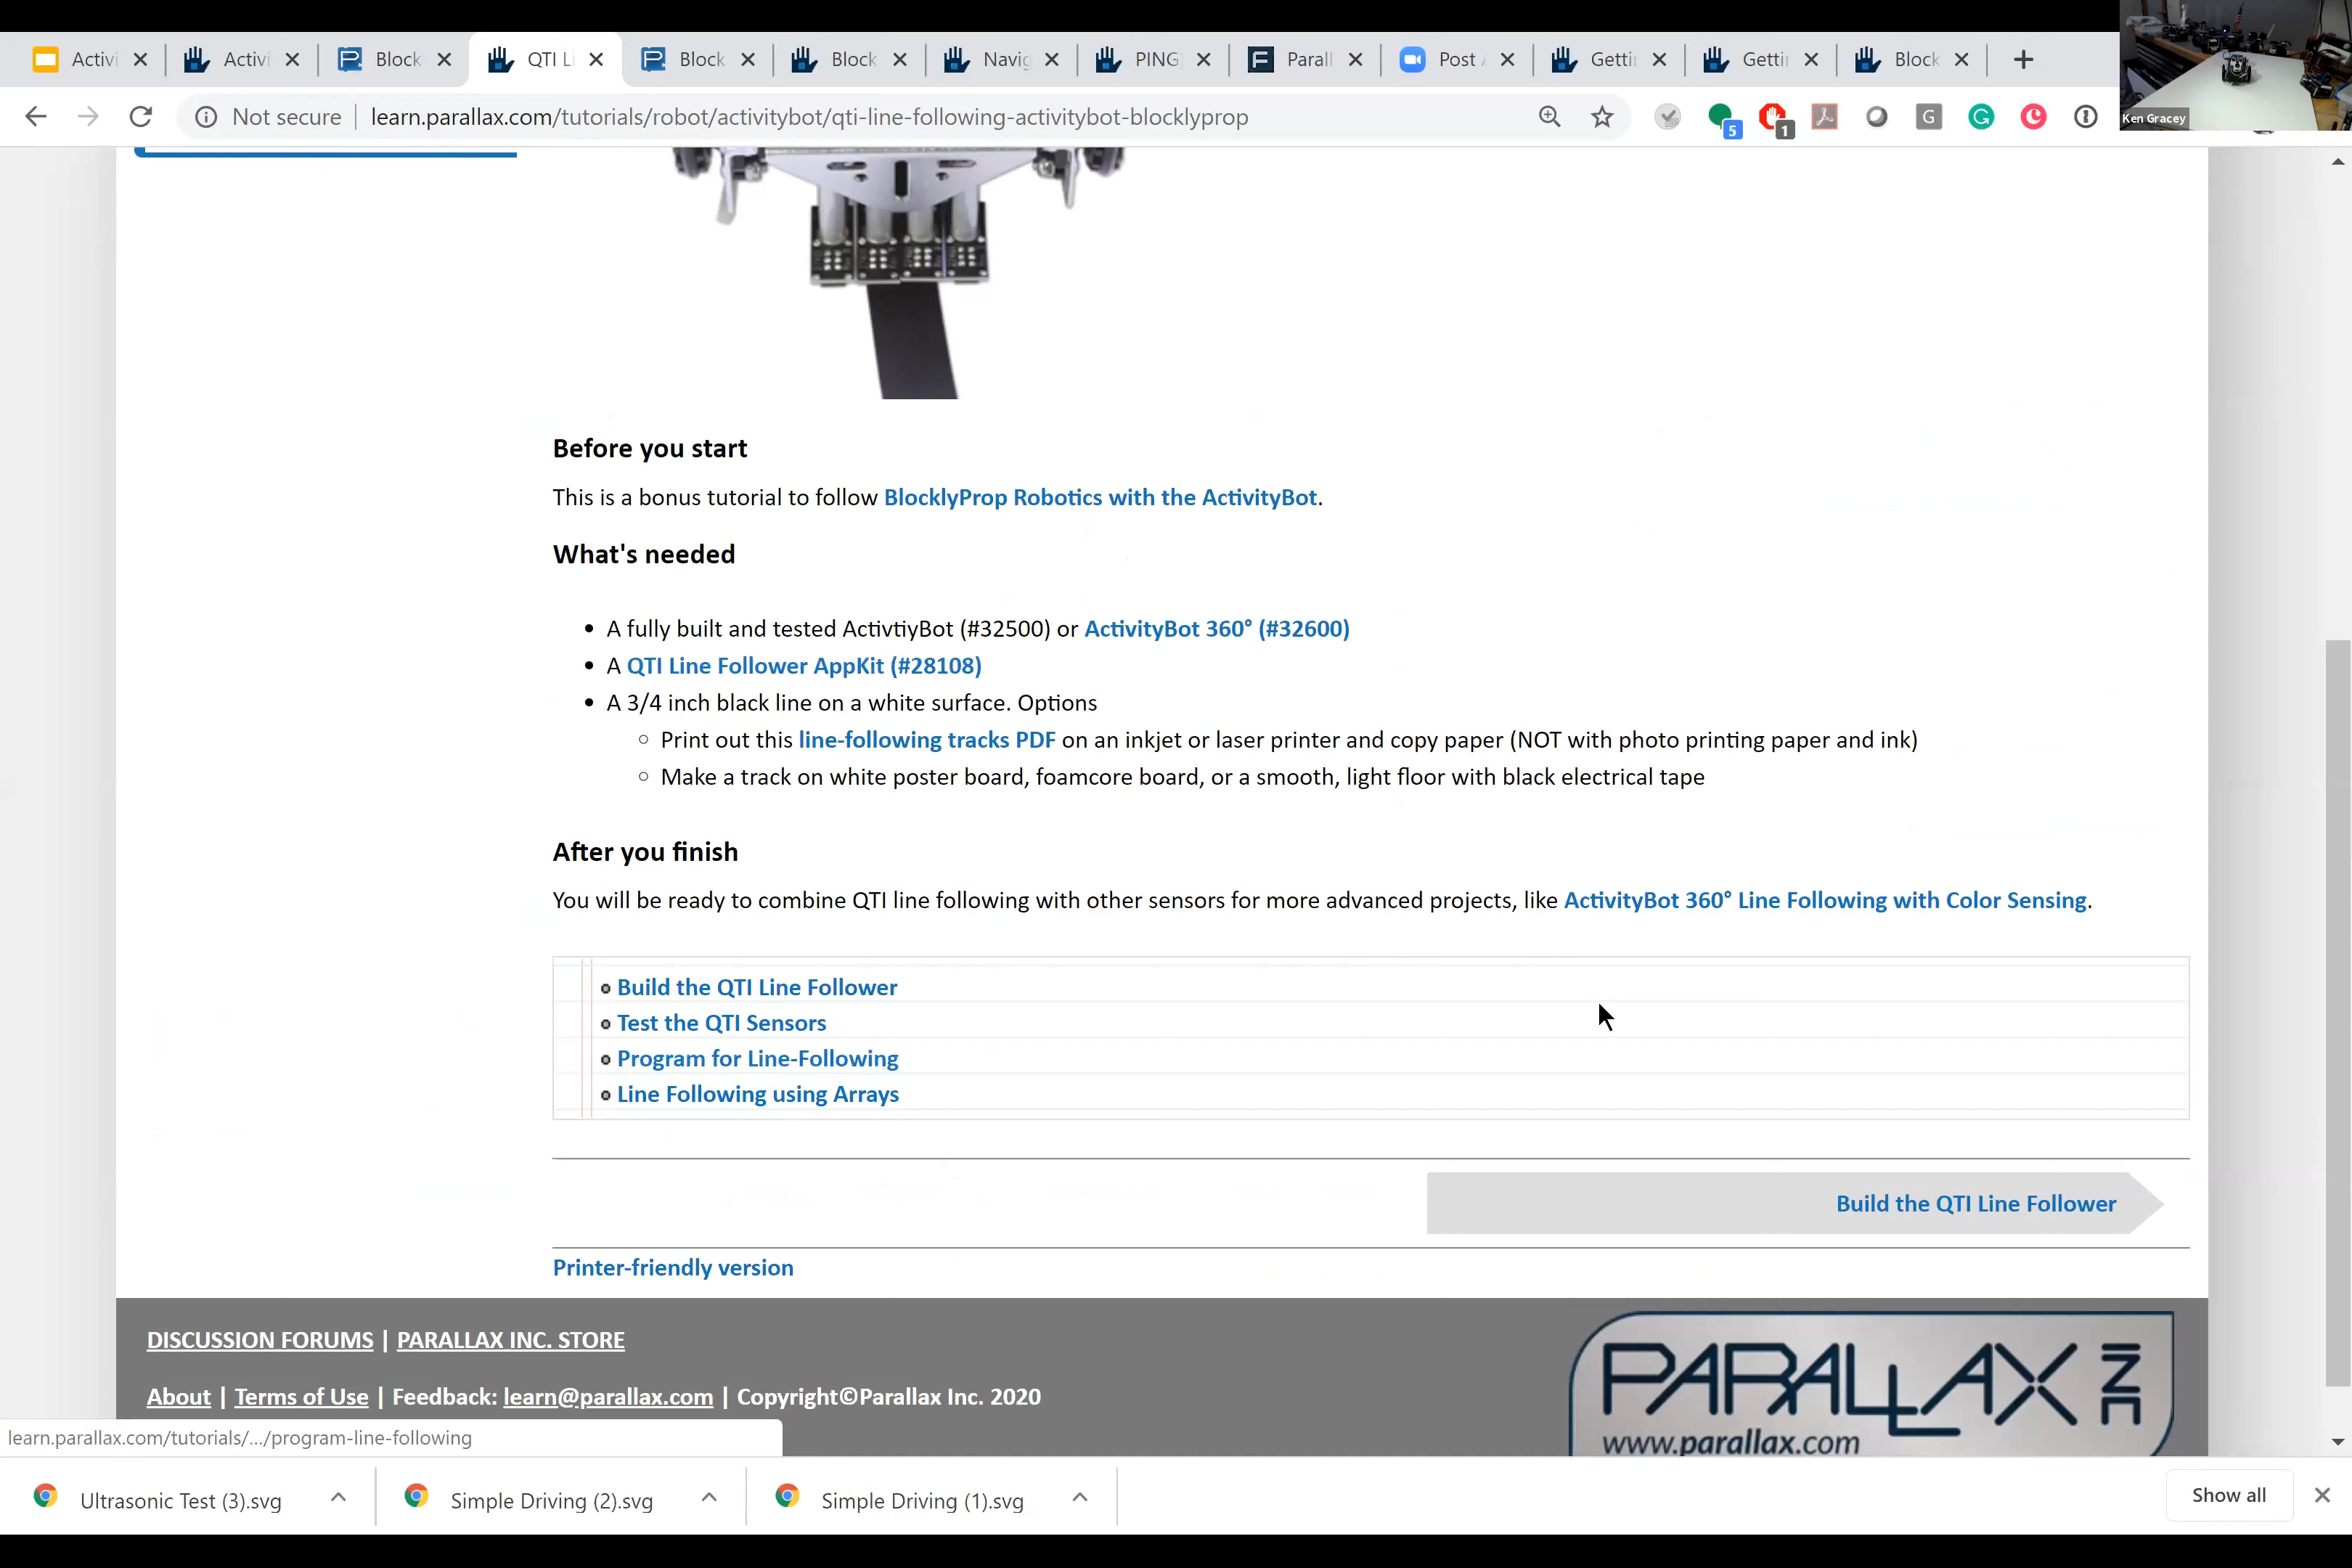 Activi
Activi
Block
QTI Li
Block
Block
Navig
PING
Parall
Post
Getti
Getti
Block
Not secure
learn.parallax.com/tutorials/robot/activitybot/qti-line-following-activitybot-blocklyprop
5
1
G
Ken Gracey
Before you start
This is a bonus tutorial to follow BlocklyProp Robotics with the ActivityBot.
What's needed
A fully built and tested ActivtiyBot (#32500) or ActivityBot 360° (#32600)
A QTI Line Follower AppKit (#28108)
A 3/4 inch black line on a white surface. Options
Print out this line-following tracks PDF on an inkjet or laser printer and copy paper (NOT with photo printing paper and ink)
Make a track on white poster board, foamcore board, or a smooth, light floor with black electrical tape
After you finish
You will be ready to combine QTI line following with other sensors for more advanced projects, like ActivityBot 360° Line Following with Color Sensing.
Build the QTI Line Follower
Test the QTI Sensors
Program for Line-Following
Line Following using Arrays
Build the QTI Line Follower
Printer-friendly version
DISCUSSION FORUMS | PARALLAX INC. STORE
About | Terms of Use | Feedback: learn@parallax.com | Copyright©Parallax Inc. 2020
PARALLAX INC
www.parallax.com
learn.parallax.com/tutorials/.../program-line-following
Ultrasonic Test (3).svg
Simple Driving (2).svg
Simple Driving (1).svg
Show all